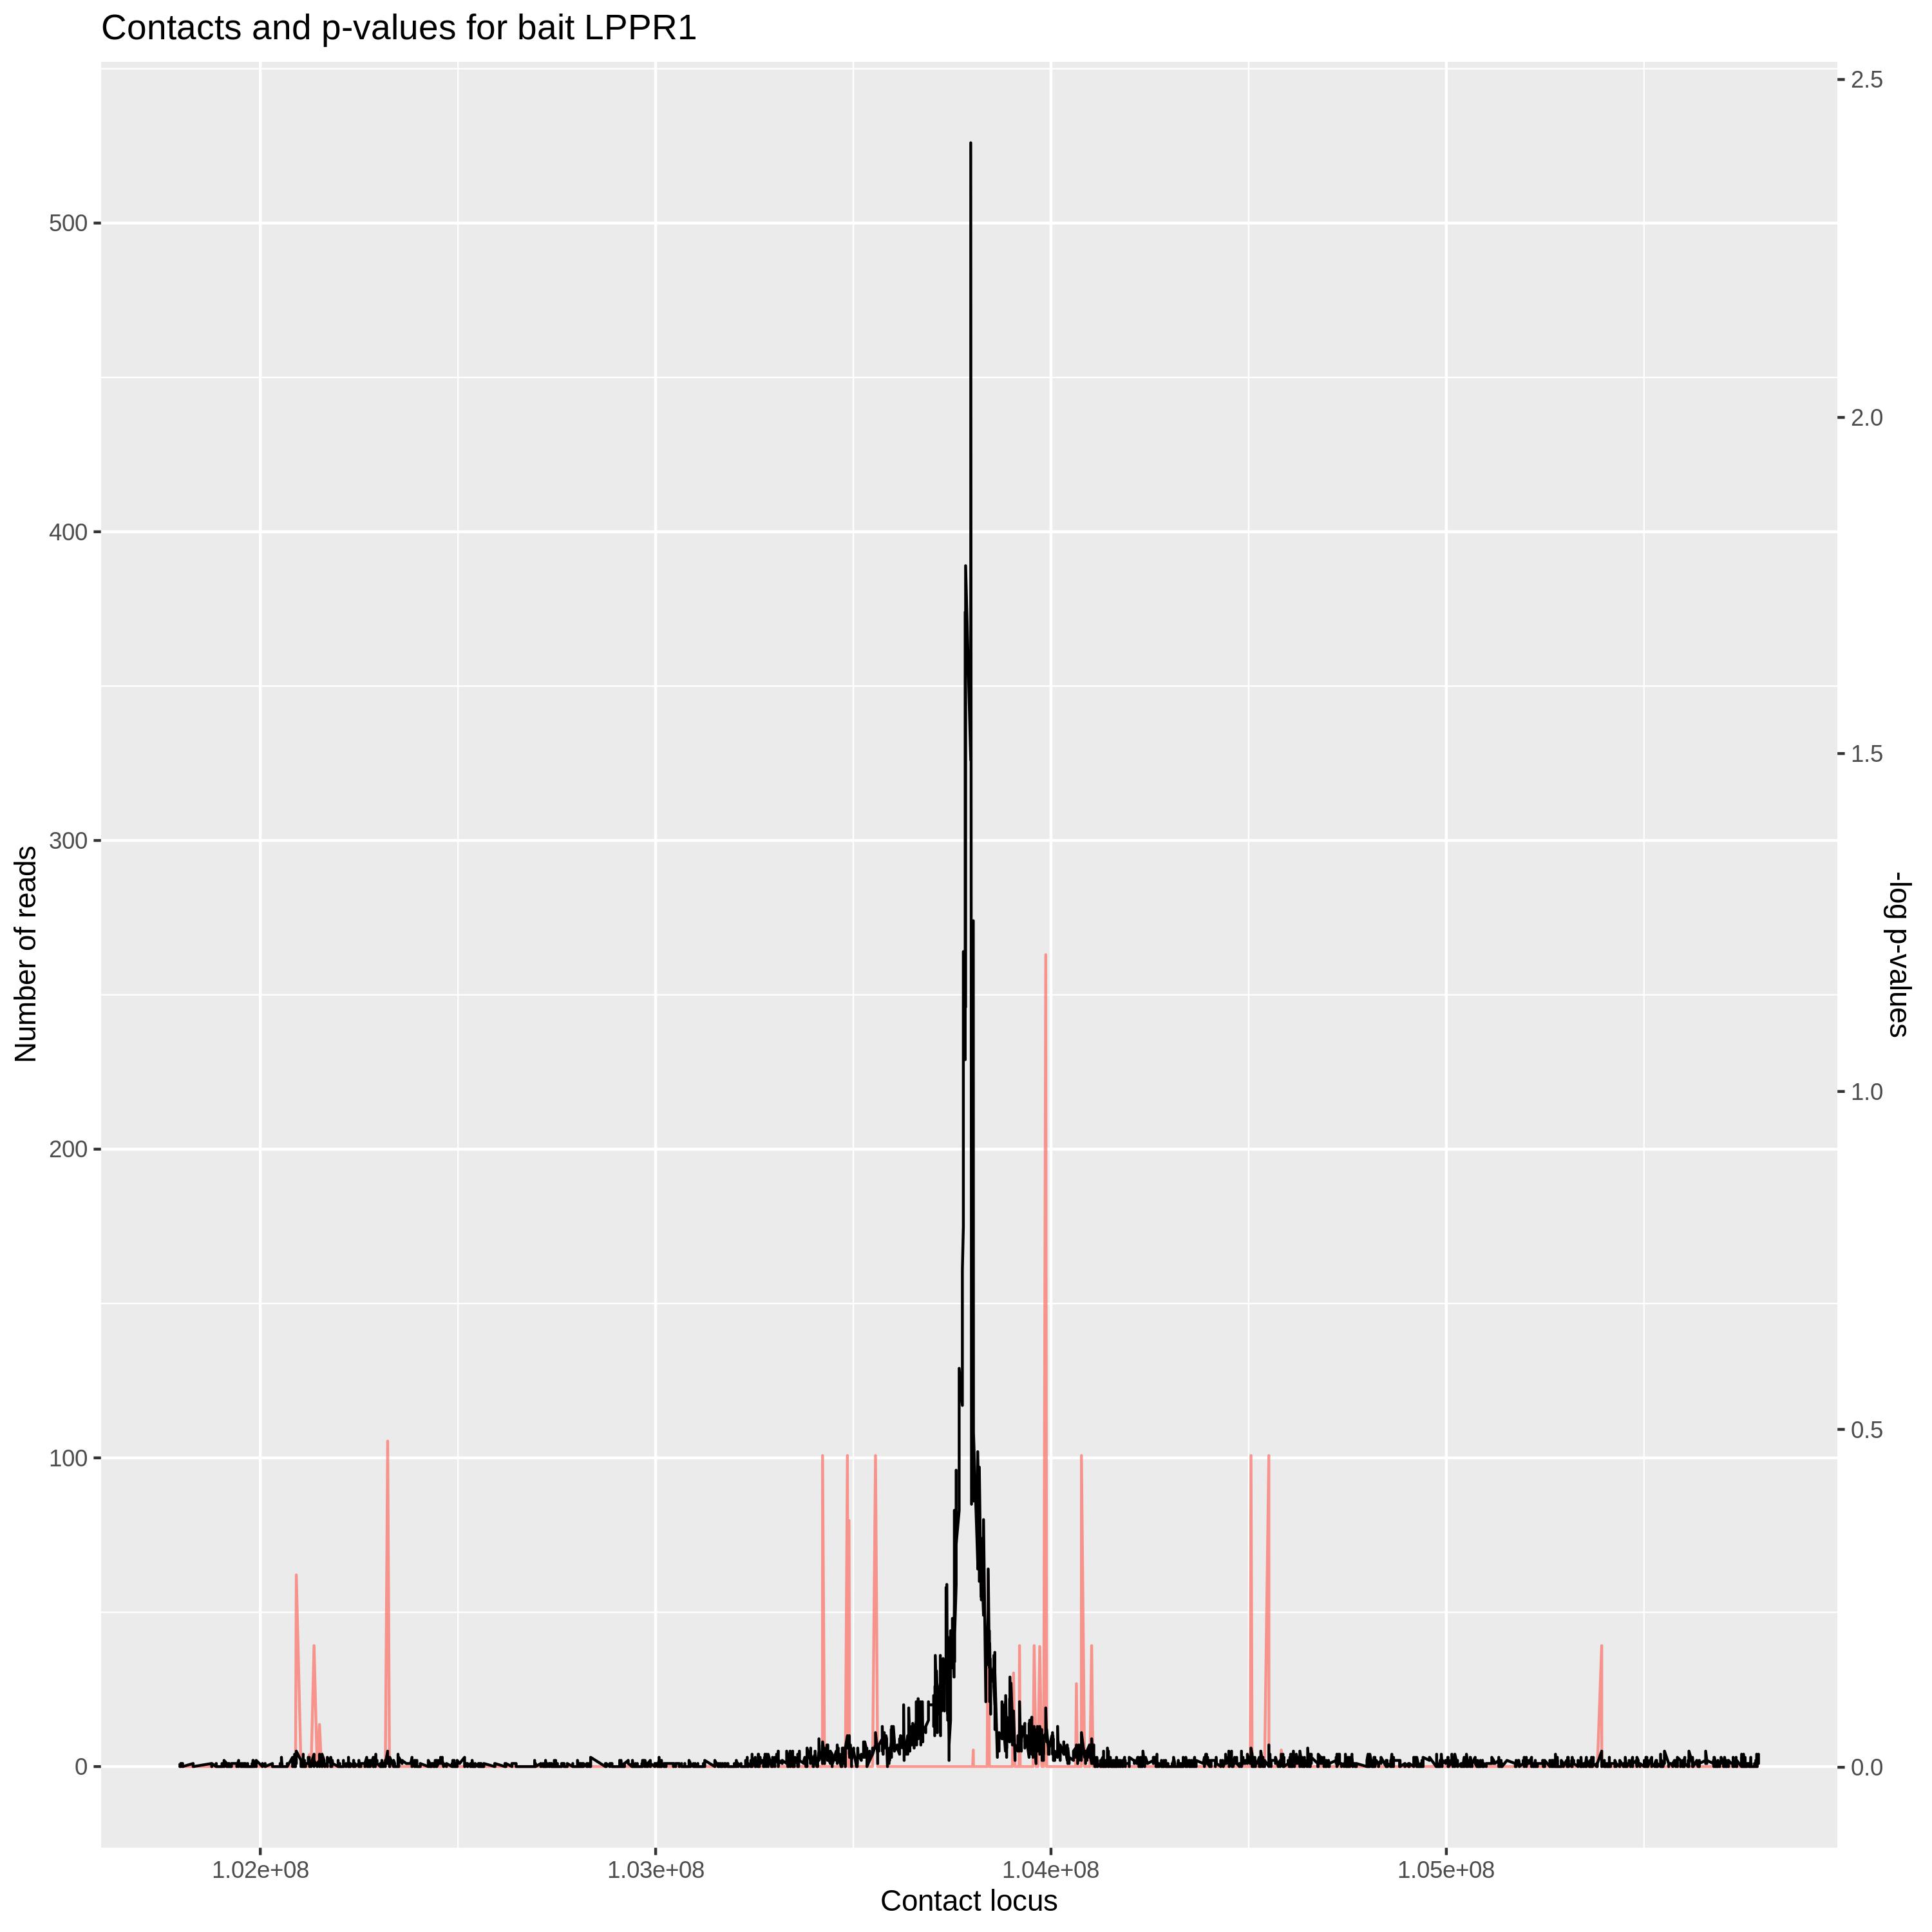 Contacts and p-values for bait LPPR1
2.5
500
2.0
400
1.5
300
Number of reads
-log p-values
1.0
200
0.5
100
0
0.0
1.02e+08
1.03e+08
1.04e+08
1.05e+08
Contact locus